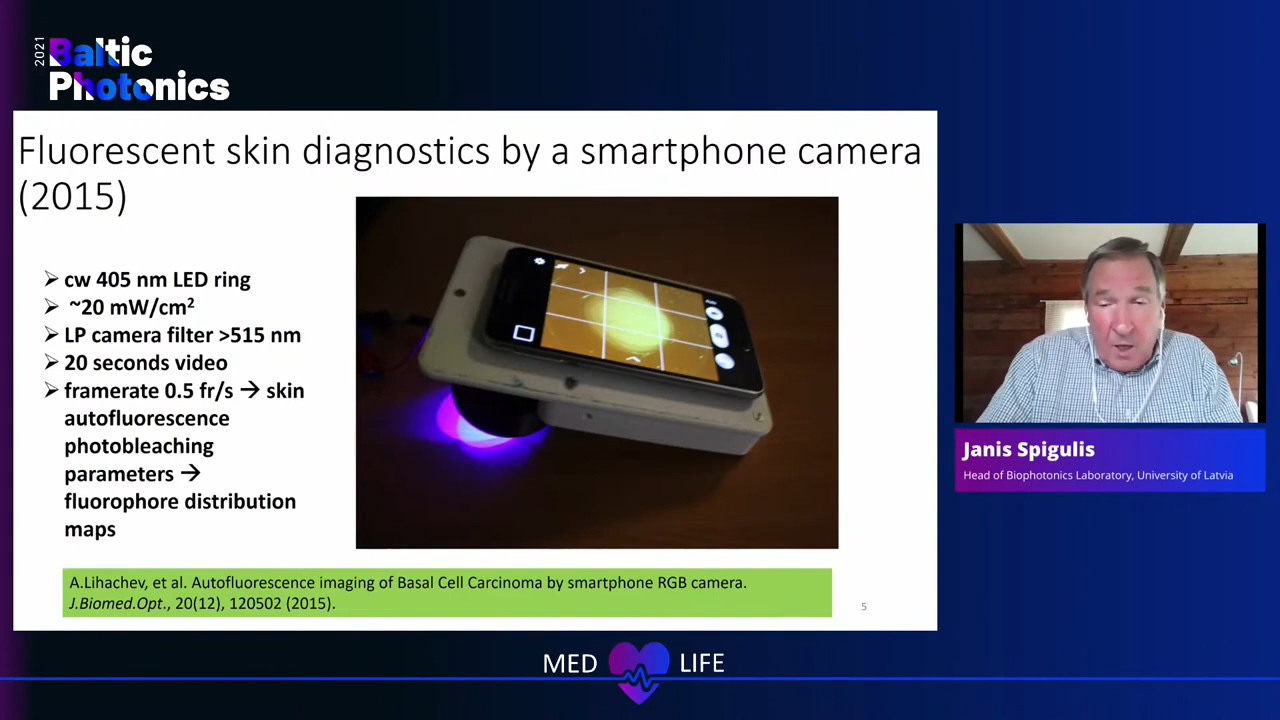 2021
Baltic
Photonics
Fluorescent skin diagnostics by a smartphone camera
(2015)
➢ cw 405 nm LED ring
➢ ~20 mW/cm²
➢ LP camera filter >515 nm
➢ 20 seconds video
➢ framerate 0.5 fr/s → skin
autofluorescence
photobleaching
parameters →
fluorophore distribution
maps
A.Lihachev, et al. Autofluorescence imaging of Basal Cell Carcinoma by smartphone RGB camera.
J.Biomed.Opt., 20(12), 120502 (2015).
5
Janis Spigulis
Head of Biophotonics Laboratory, University of Latvia
MED LIFE